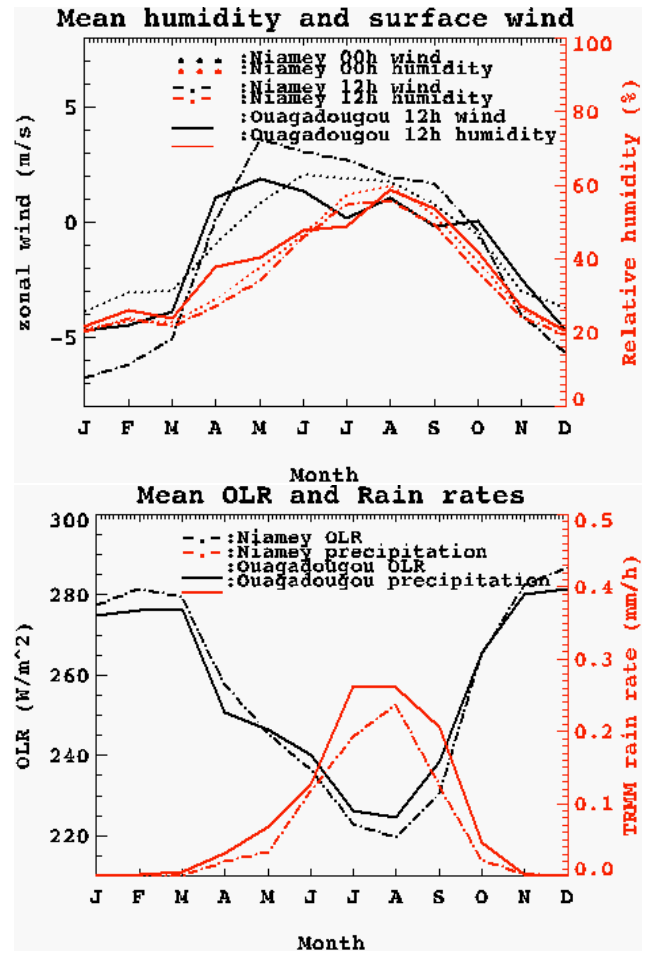 Mean humidity and surface wind
:Niamey 00h wind
:Niamey 00h humidity
:Niamey 12h wind
:Niamey 12h humidity
:Ouagadougou 12h wind
:Ouagadougou 12h humidity
zonal wind (m/s)
5
0
-5
100
80
60
40
20
0
Relative humidity (%)
J F M A M J J A S O N D
Month
Mean OLR and Rain rates
:Niamey OLR
:Niamey precipitation
:Ouagadougou OLR
:Ouagadougou precipitation
OLR (W/m^2)
300
280
260
240
220
0.5
0.4
0.3
0.2
0.1
0.0
TRMM rain rate (mm/h)
J F M A M J J A S O N D
Month